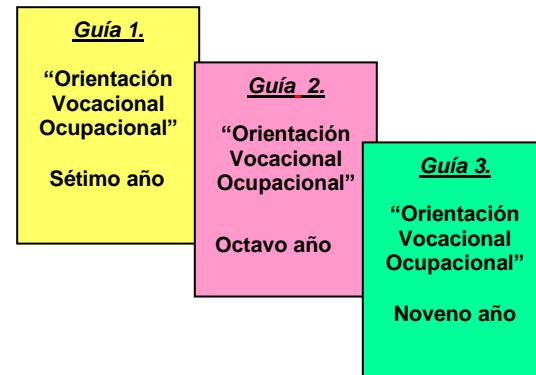 Guía 1.
“Orientación
Vocacional
Ocupacional”
Sétimo año
Guía 2.
“Orientación
Vocacional
Ocupacional”
Octavo año
Guía 3.
“Orientación
Vocacional
Ocupacional”
Noveno año